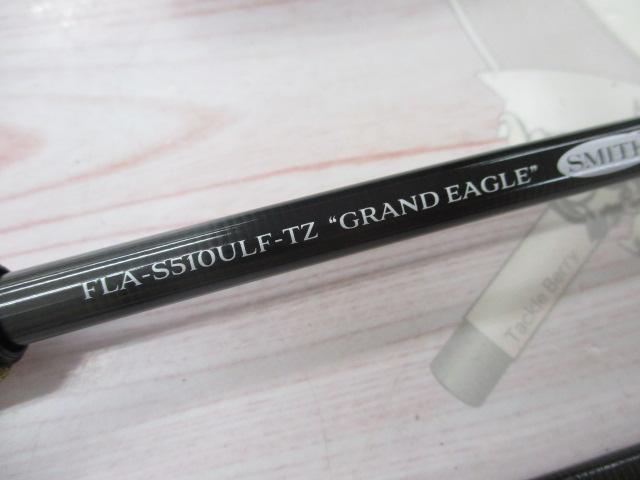 FLA-S510ULF-TZ “GRAND EAGLE” SMITH
Tackle Berry